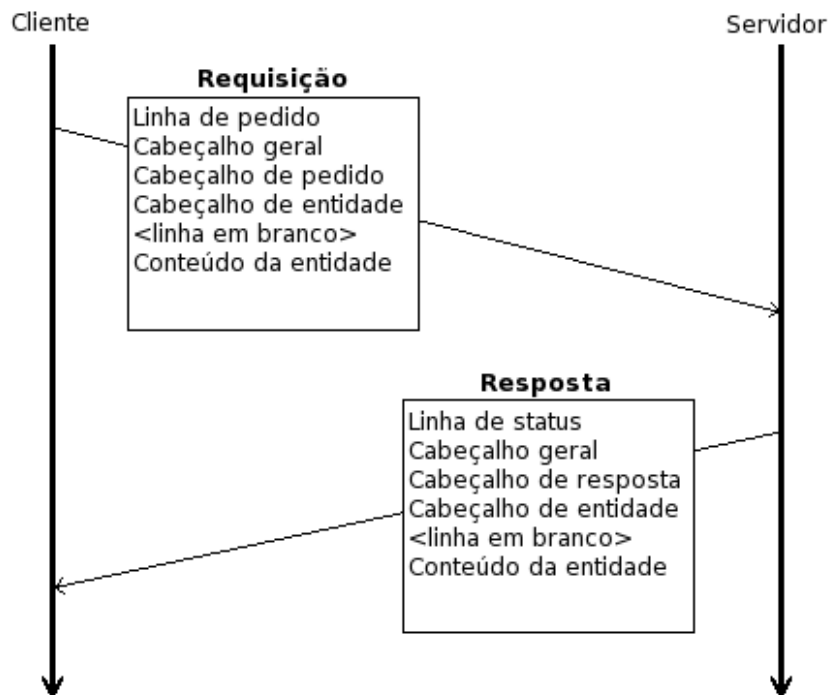 Cliente
Servidor
Requisição
Linha de pedido
Cabeçalho geral
Cabeçalho de pedido
Cabeçalho de entidade
<linha em branco>
Conteúdo da entidade
Resposta
Linha de status
Cabeçalho geral
Cabeçalho de resposta
Cabeçalho de entidade
<linha em branco>
Conteúdo da entidade